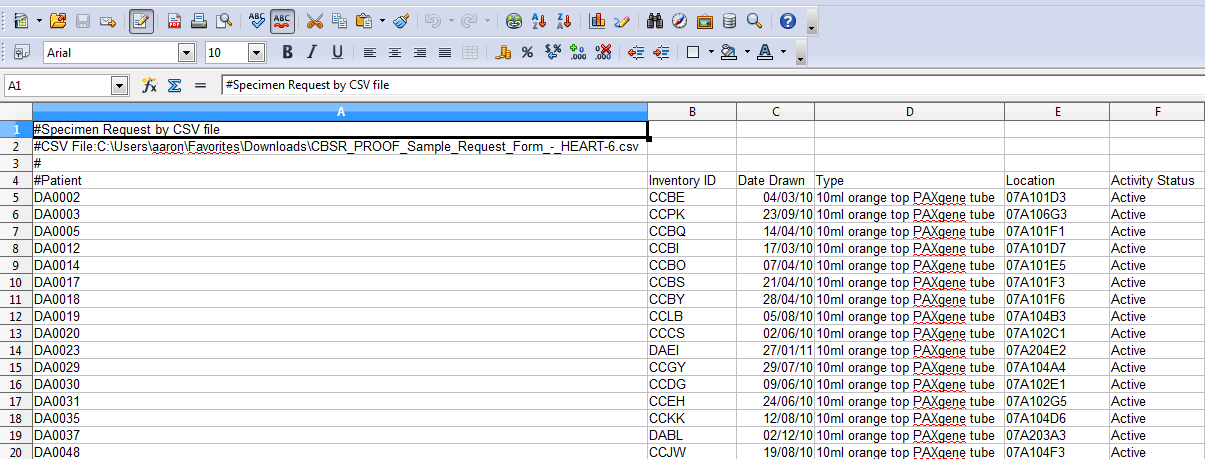 Arial 10 B I U
A1 #Specimen Request by CSV file
A B C D E F
1 #Specimen Request by CSV file
2 #CSV File:C:\Users\aaron\Favorites\Downloads\CBSR_PROOF_Sample_Request_Form_-_HEART-6.csv
3 #
4 #Patient Inventory ID Date Drawn Type Location Activity Status
5 DA0002 CCBE 04/03/10 10ml orange top PAXgene tube 07A101D3 Active
6 DA0003 CCPK 23/09/10 10ml orange top PAXgene tube 07A106G3 Active
7 DA0005 CCBQ 14/04/10 10ml orange top PAXgene tube 07A101F1 Active
8 DA0012 CCBI 17/03/10 10ml orange top PAXgene tube 07A101D7 Active
9 DA0014 CCBO 07/04/10 10ml orange top PAXgene tube 07A101E5 Active
10 DA0017 CCBS 21/04/10 10ml orange top PAXgene tube 07A101F3 Active
11 DA0018 CCBY 28/04/10 10ml orange top PAXgene tube 07A101F6 Active
12 DA0019 CCLB 05/08/10 10ml orange top PAXgene tube 07A104B3 Active
13 DA0020 CCCS 02/06/10 10ml orange top PAXgene tube 07A102C1 Active
14 DA0023 DAEI 27/01/11 10ml orange top PAXgene tube 07A204E2 Active
15 DA0029 CCGY 29/07/10 10ml orange top PAXgene tube 07A104A4 Active
16 DA0030 CCDG 09/06/10 10ml orange top PAXgene tube 07A102E1 Active
17 DA0031 CCEH 24/06/10 10ml orange top PAXgene tube 07A102G5 Active
18 DA0035 CCKK 12/08/10 10ml orange top PAXgene tube 07A104D6 Active
19 DA0037 DABL 02/12/10 10ml orange top PAXgene tube 07A203A3 Active
20 DA0048 CCJW 19/08/10 10ml orange top PAXgene tube 07A104F3 Active